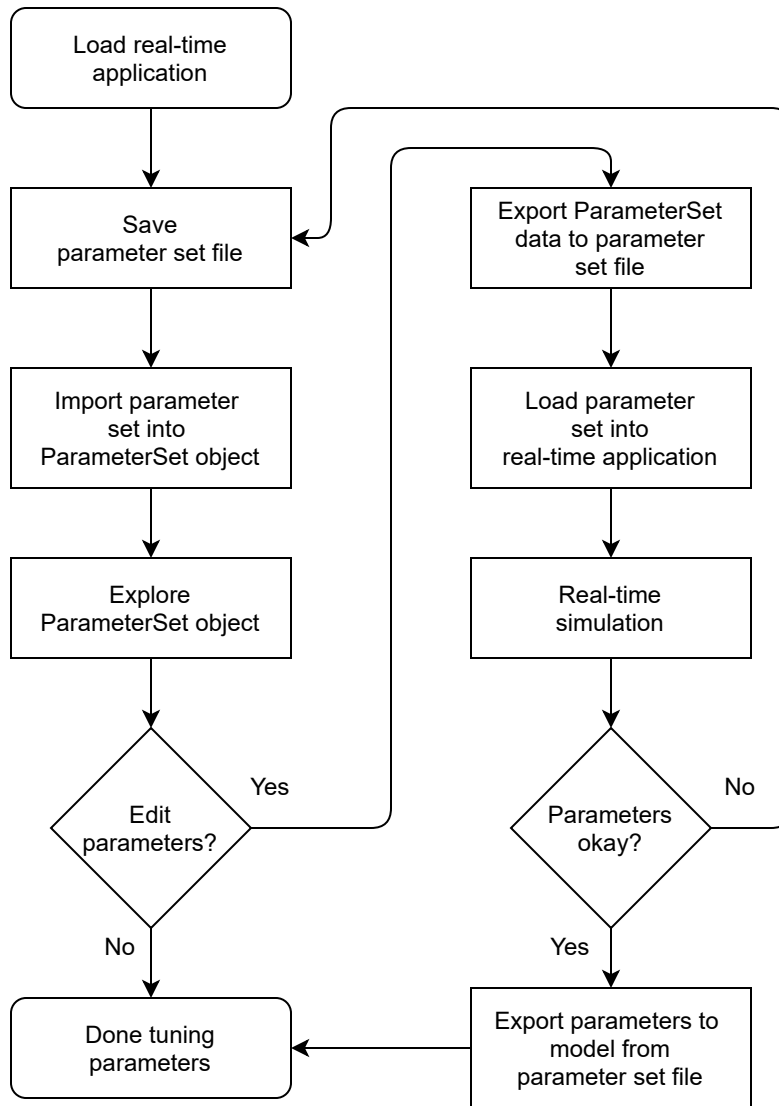 Load real-time
application
Save
parameter set file
Import parameter
set into
ParameterSet object
Explore
ParameterSet object
Edit
parameters?
Yes
No
Done tuning
parameters
Export ParameterSet
data to parameter
set file
Load parameter
set into
real-time application
Real-time
simulation
Parameters
okay?
No
Yes
Export parameters to
model from
parameter set file